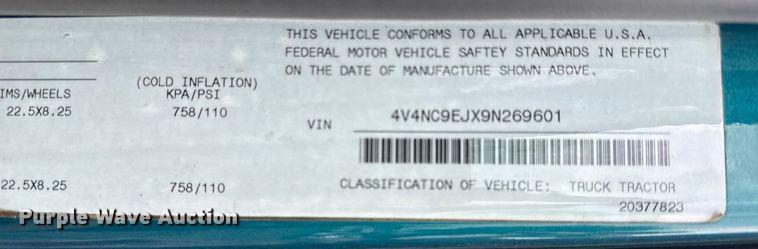 THIS VEHICLE CONFORMS TO ALL APPLICABLE U.S.A.
FEDERAL MOTOR VEHICLE SAFTEY STANDARDS IN EFFECT
ON THE DATE OF MANUFACTURE SHOWN ABOVE.
IMS/WHEELS
(COLD INFLATION)
KPA/PSI
22.5X8.25 758/110
VIN 4V4NC9EJX9N269601
22.5X8.25 758/110
CLASSIFICATION OF VEHICLE: TRUCK TRACTOR
20377823
Purple Wave Auction